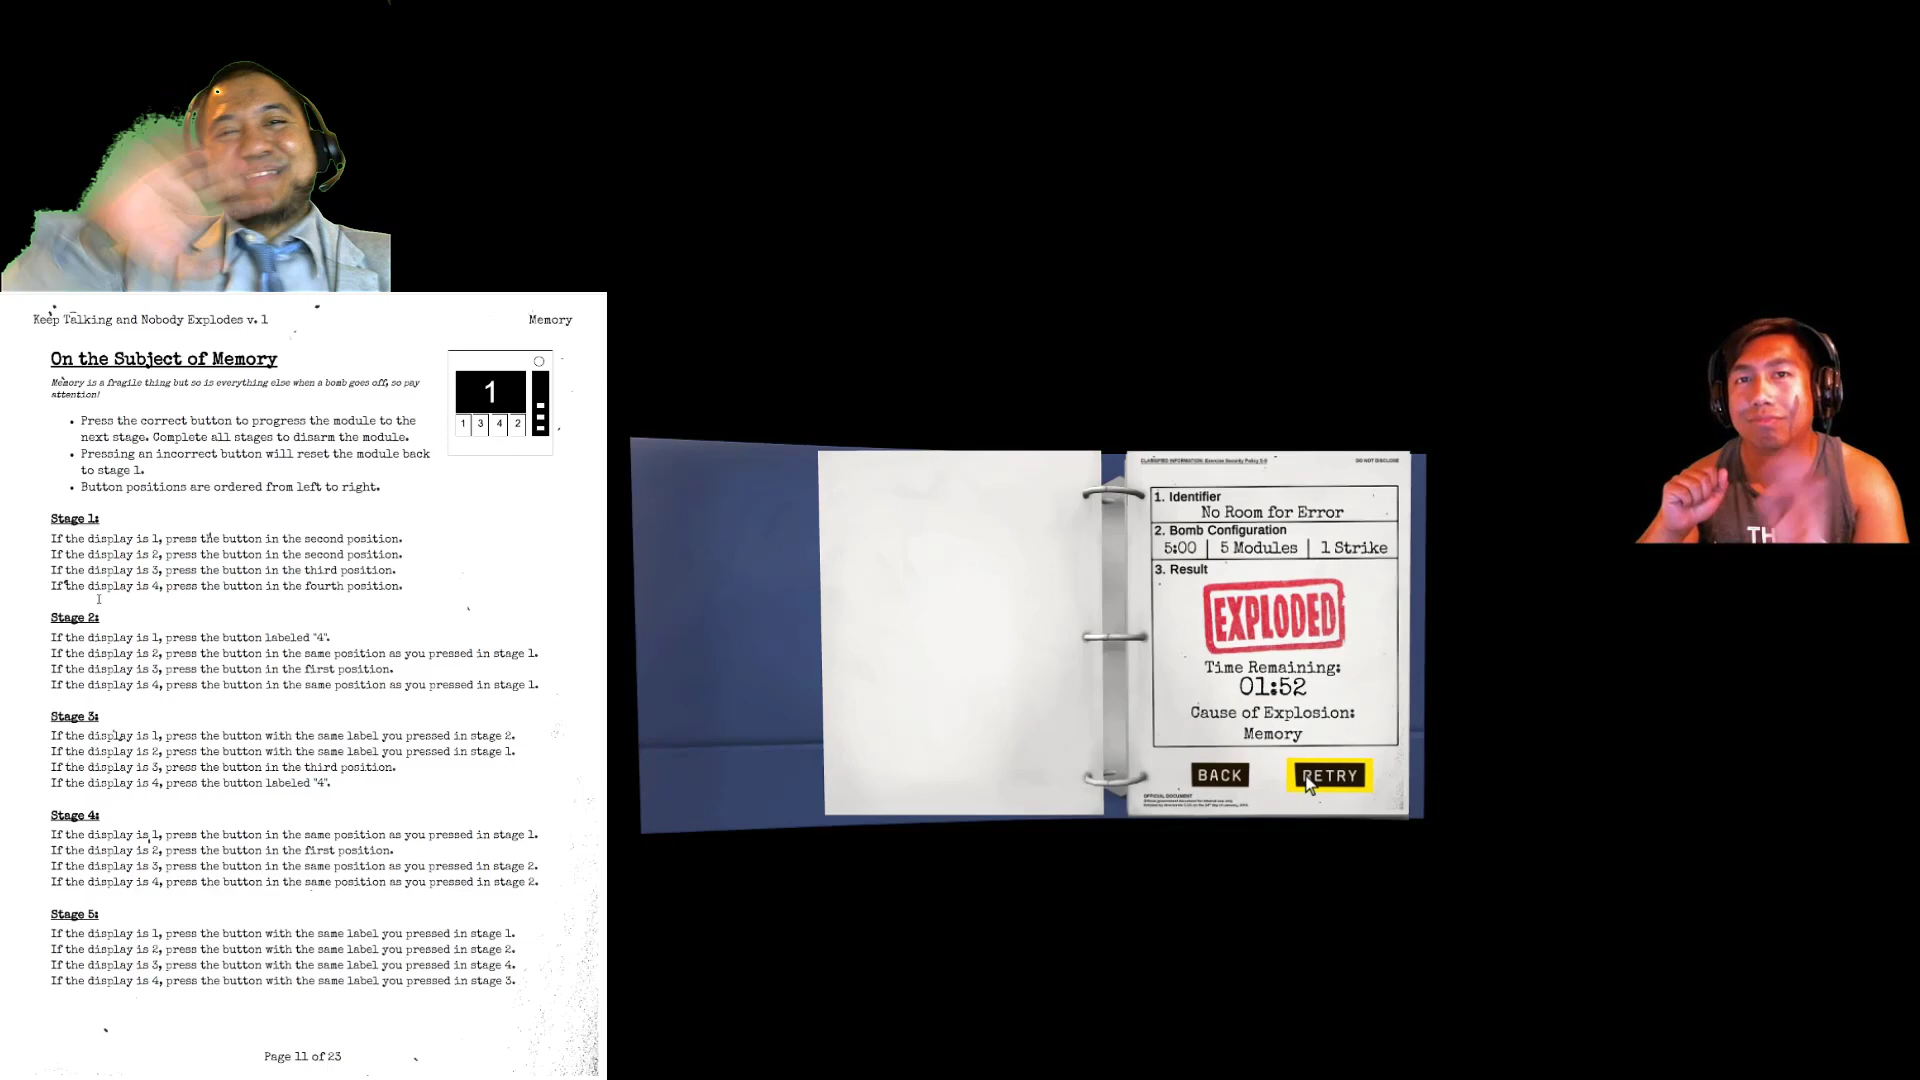 Keep Talking and Nobody Explodes v. 1
Memory
On the Subject of Memory
Memory is a fragile thing but so is everything else when a bomb goes off, so pay
attention!
1
1 3 4 2
• Press the correct button to progress the module to the
next stage. Complete all stages to disarm the module.
• Pressing an incorrect button will reset the module back
to stage 1.
• Button positions are ordered from left to right.
Stage 1:
If the display is 1, press the button in the second position.
If the display is 2, press the button in the second position.
If the display is 3, press the button in the third position.
If the display is 4, press the button in the fourth position.
Stage 2:
If the display is 1, press the button labeled "4".
If the display is 2, press the button in the same position as you pressed in stage 1.
If the display is 3, press the button in the first position.
If the display is 4, press the button in the same position as you pressed in stage 1.
Stage 3:
If the display is 1, press the button with the same label you pressed in stage 2.
If the display is 2, press the button with the same label you pressed in stage 1.
If the display is 3, press the button in the third position.
If the display is 4, press the button labeled "4".
Stage 4:
If the display is 1, press the button in the same position as you pressed in stage 1.
If the display is 2, press the button in the first position.
If the display is 3, press the button in the same position as you pressed in stage 2.
If the display is 4, press the button in the same position as you pressed in stage 2.
Stage 5:
If the display is 1, press the button with the same label you pressed in stage 1.
If the display is 2, press the button with the same label you pressed in stage 2.
If the display is 3, press the button with the same label you pressed in stage 4.
If the display is 4, press the button with the same label you pressed in stage 3.
Page 11 of 23
DO NOT DISCLOSE
1. Identifier
No Room for Error
2. Bomb Configuration
5:00 | 5 Modules | 1 Strike
3. Result
EXPLODED
Time Remaining:
01:52
Cause of Explosion:
Memory
BACK RETRY
OFFICIAL DOCUMENT
TH